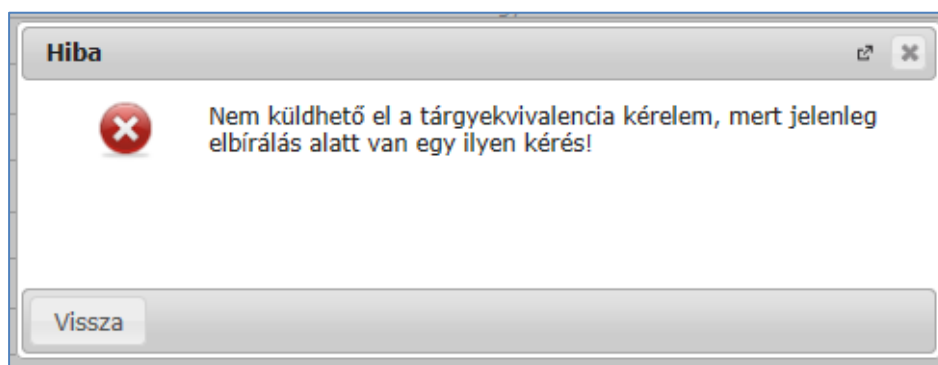 Hiba
Nem küldhető el a tárgyekvivalencia kérelem, mert jelenleg
elbírálás alatt van egy ilyen kérés!
Vissza